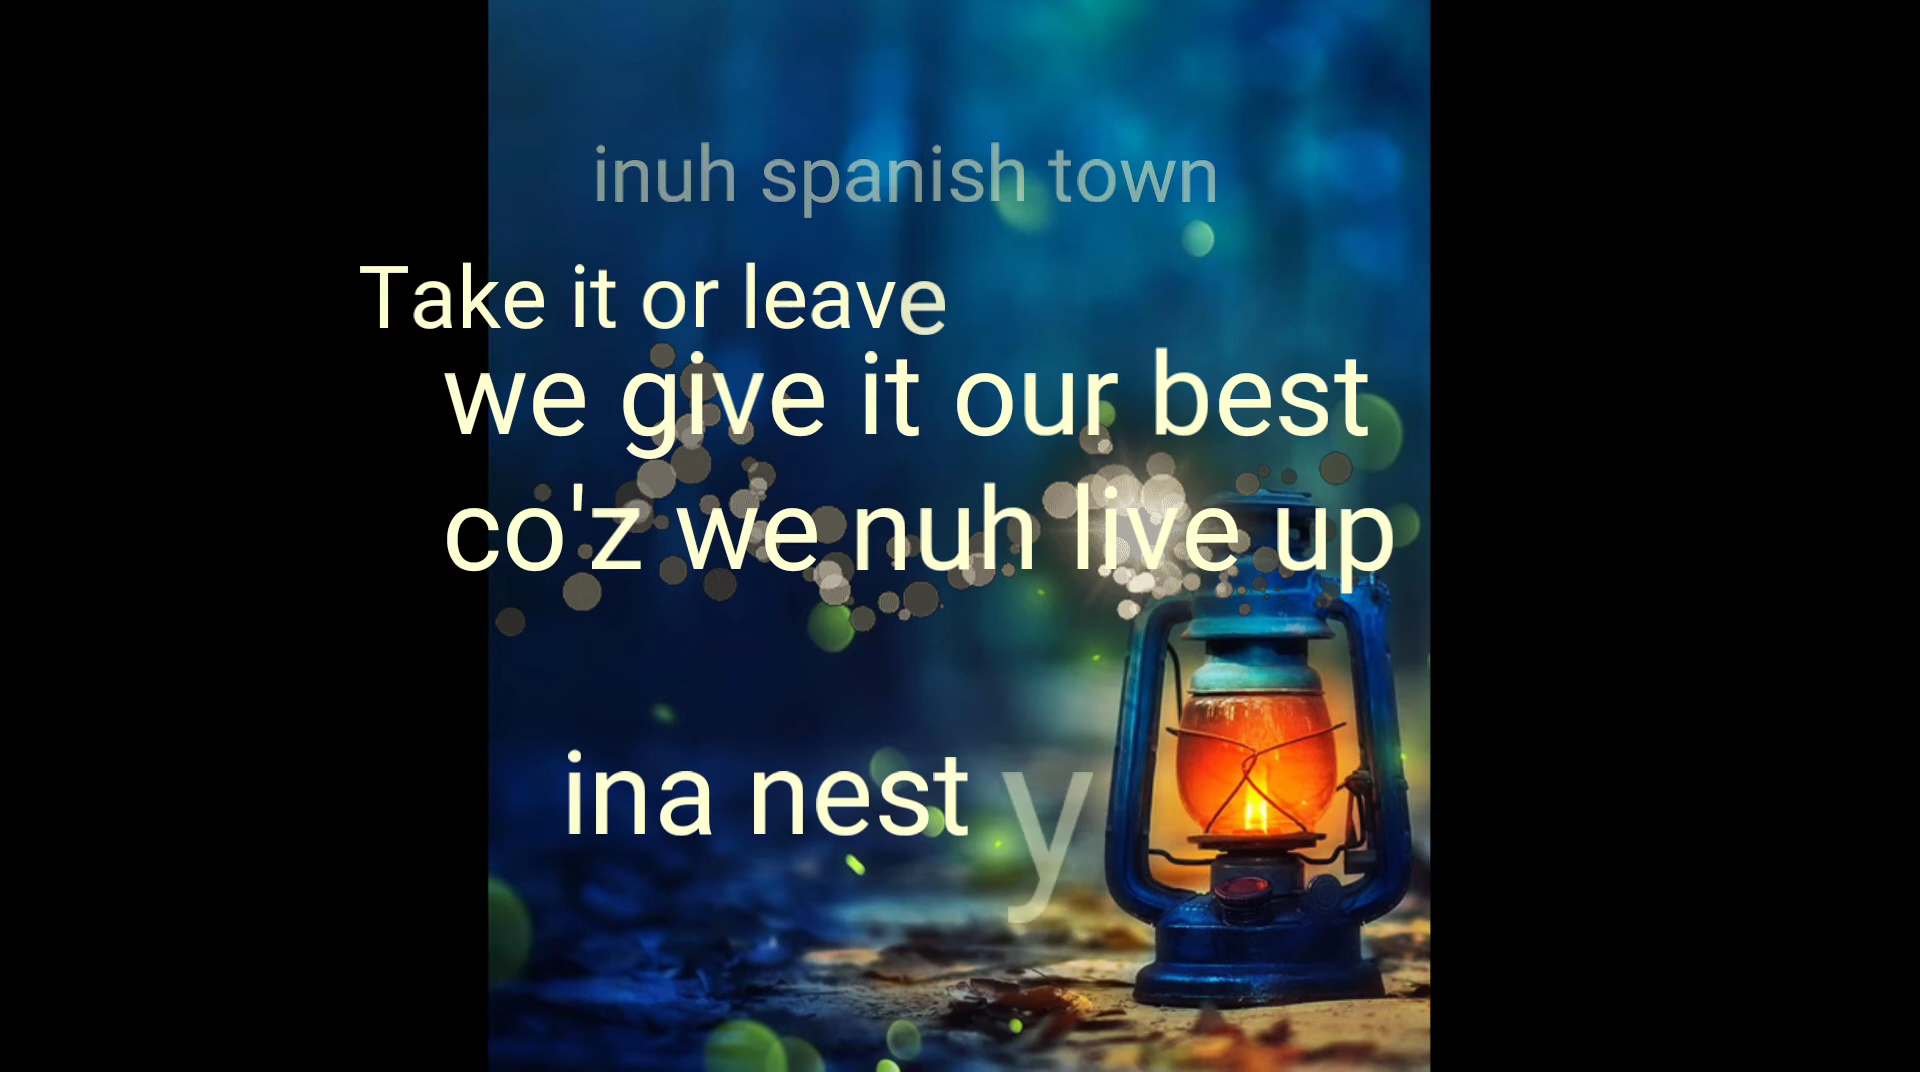 inuh spanish town
Take it or leave
we give it our best
co'z we nuh live up
ina nest y